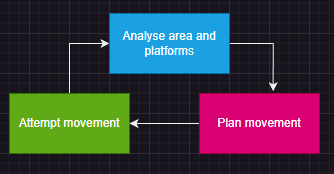 Analyse area and
platforms
Attempt movement
Plan movement